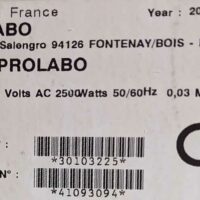 France Year : 20
ABO
Salengro 94126 FONTENAY/BOIS -
PROLABO
Volts AC 2500Watts 50/60Hz 0,03 M
*30103225*
N° :
*41093094*